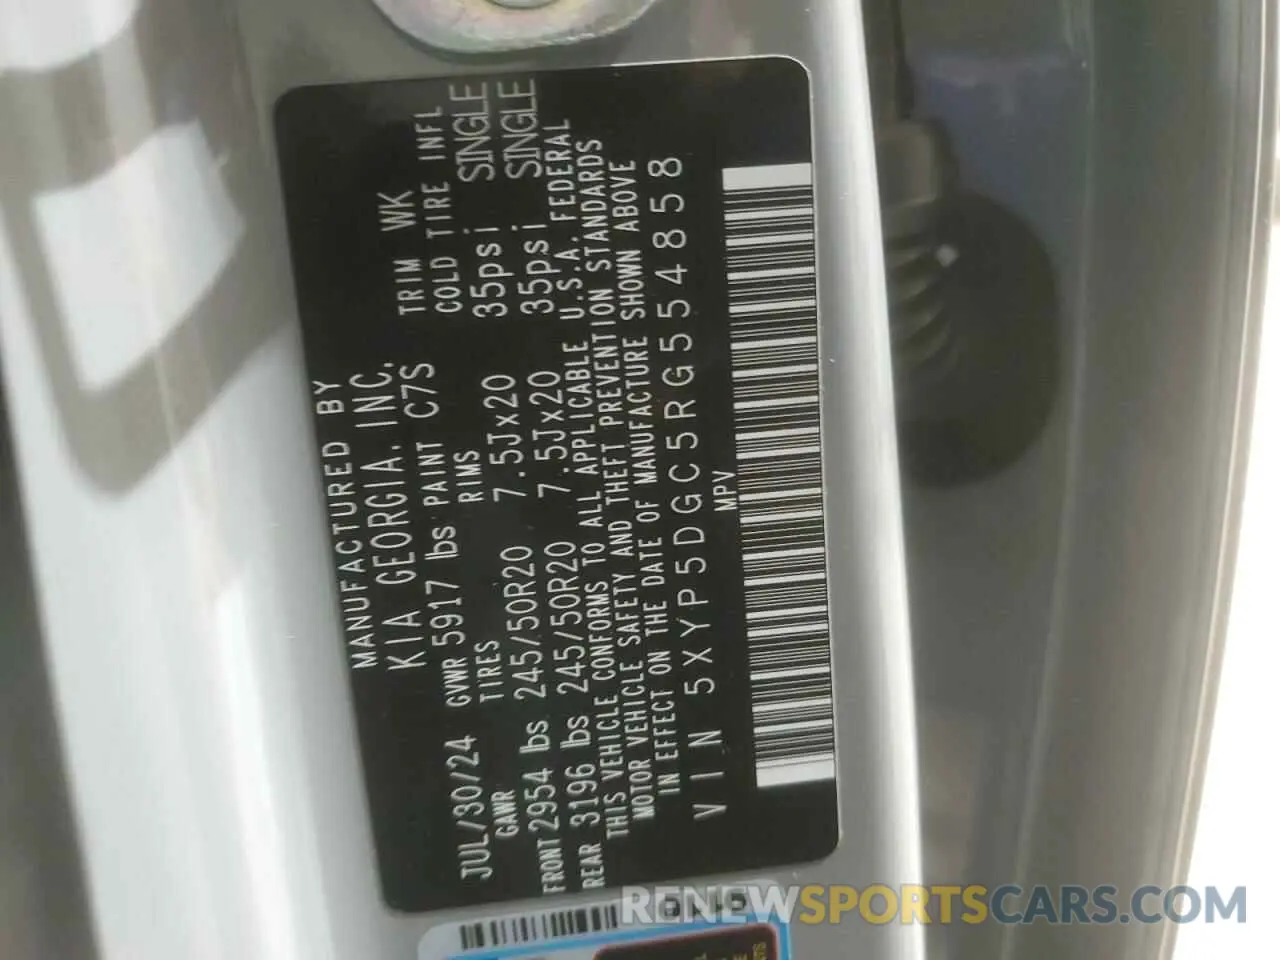 MANUFACTURED BY
KIA GEORGIA. INC.
JUL/30/24 GVWR 5917 lbs PAINT C7S TRIM WK
GAWR TIRES RIMS COLD TIRE INFL
FRONT 2954 lbs 245/50R20 7.5Jx20 35psi SINGLE
REAR 3196 lbs 245/50R20 7.5Jx20 35psi SINGLE
THIS VEHICLE CONFORMS TO ALL APPLICABLE U.S.A. FEDERAL
MOTOR VEHICLE SAFETY AND THEFT PREVENTION STANDARDS
IN EFFECT ON THE DATE OF MANUFACTURE SHOWN ABOVE
VIN 5XYP5DGC5RG554858
MPV
RENEWSPORTSCARS.COM